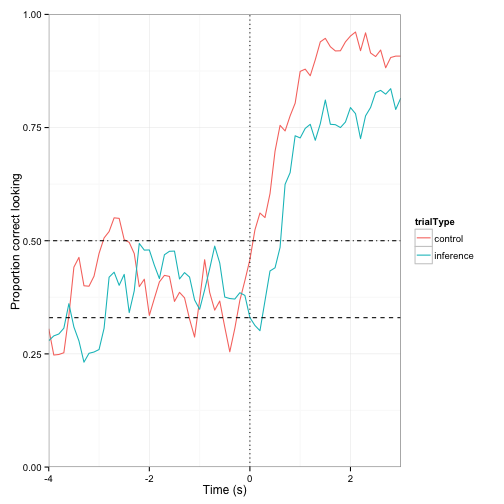 1.00
0.75
0.50
0.25
0.00
Proportion correct looking
-4
-2
0
2
Time (s)
trialType
control
inference